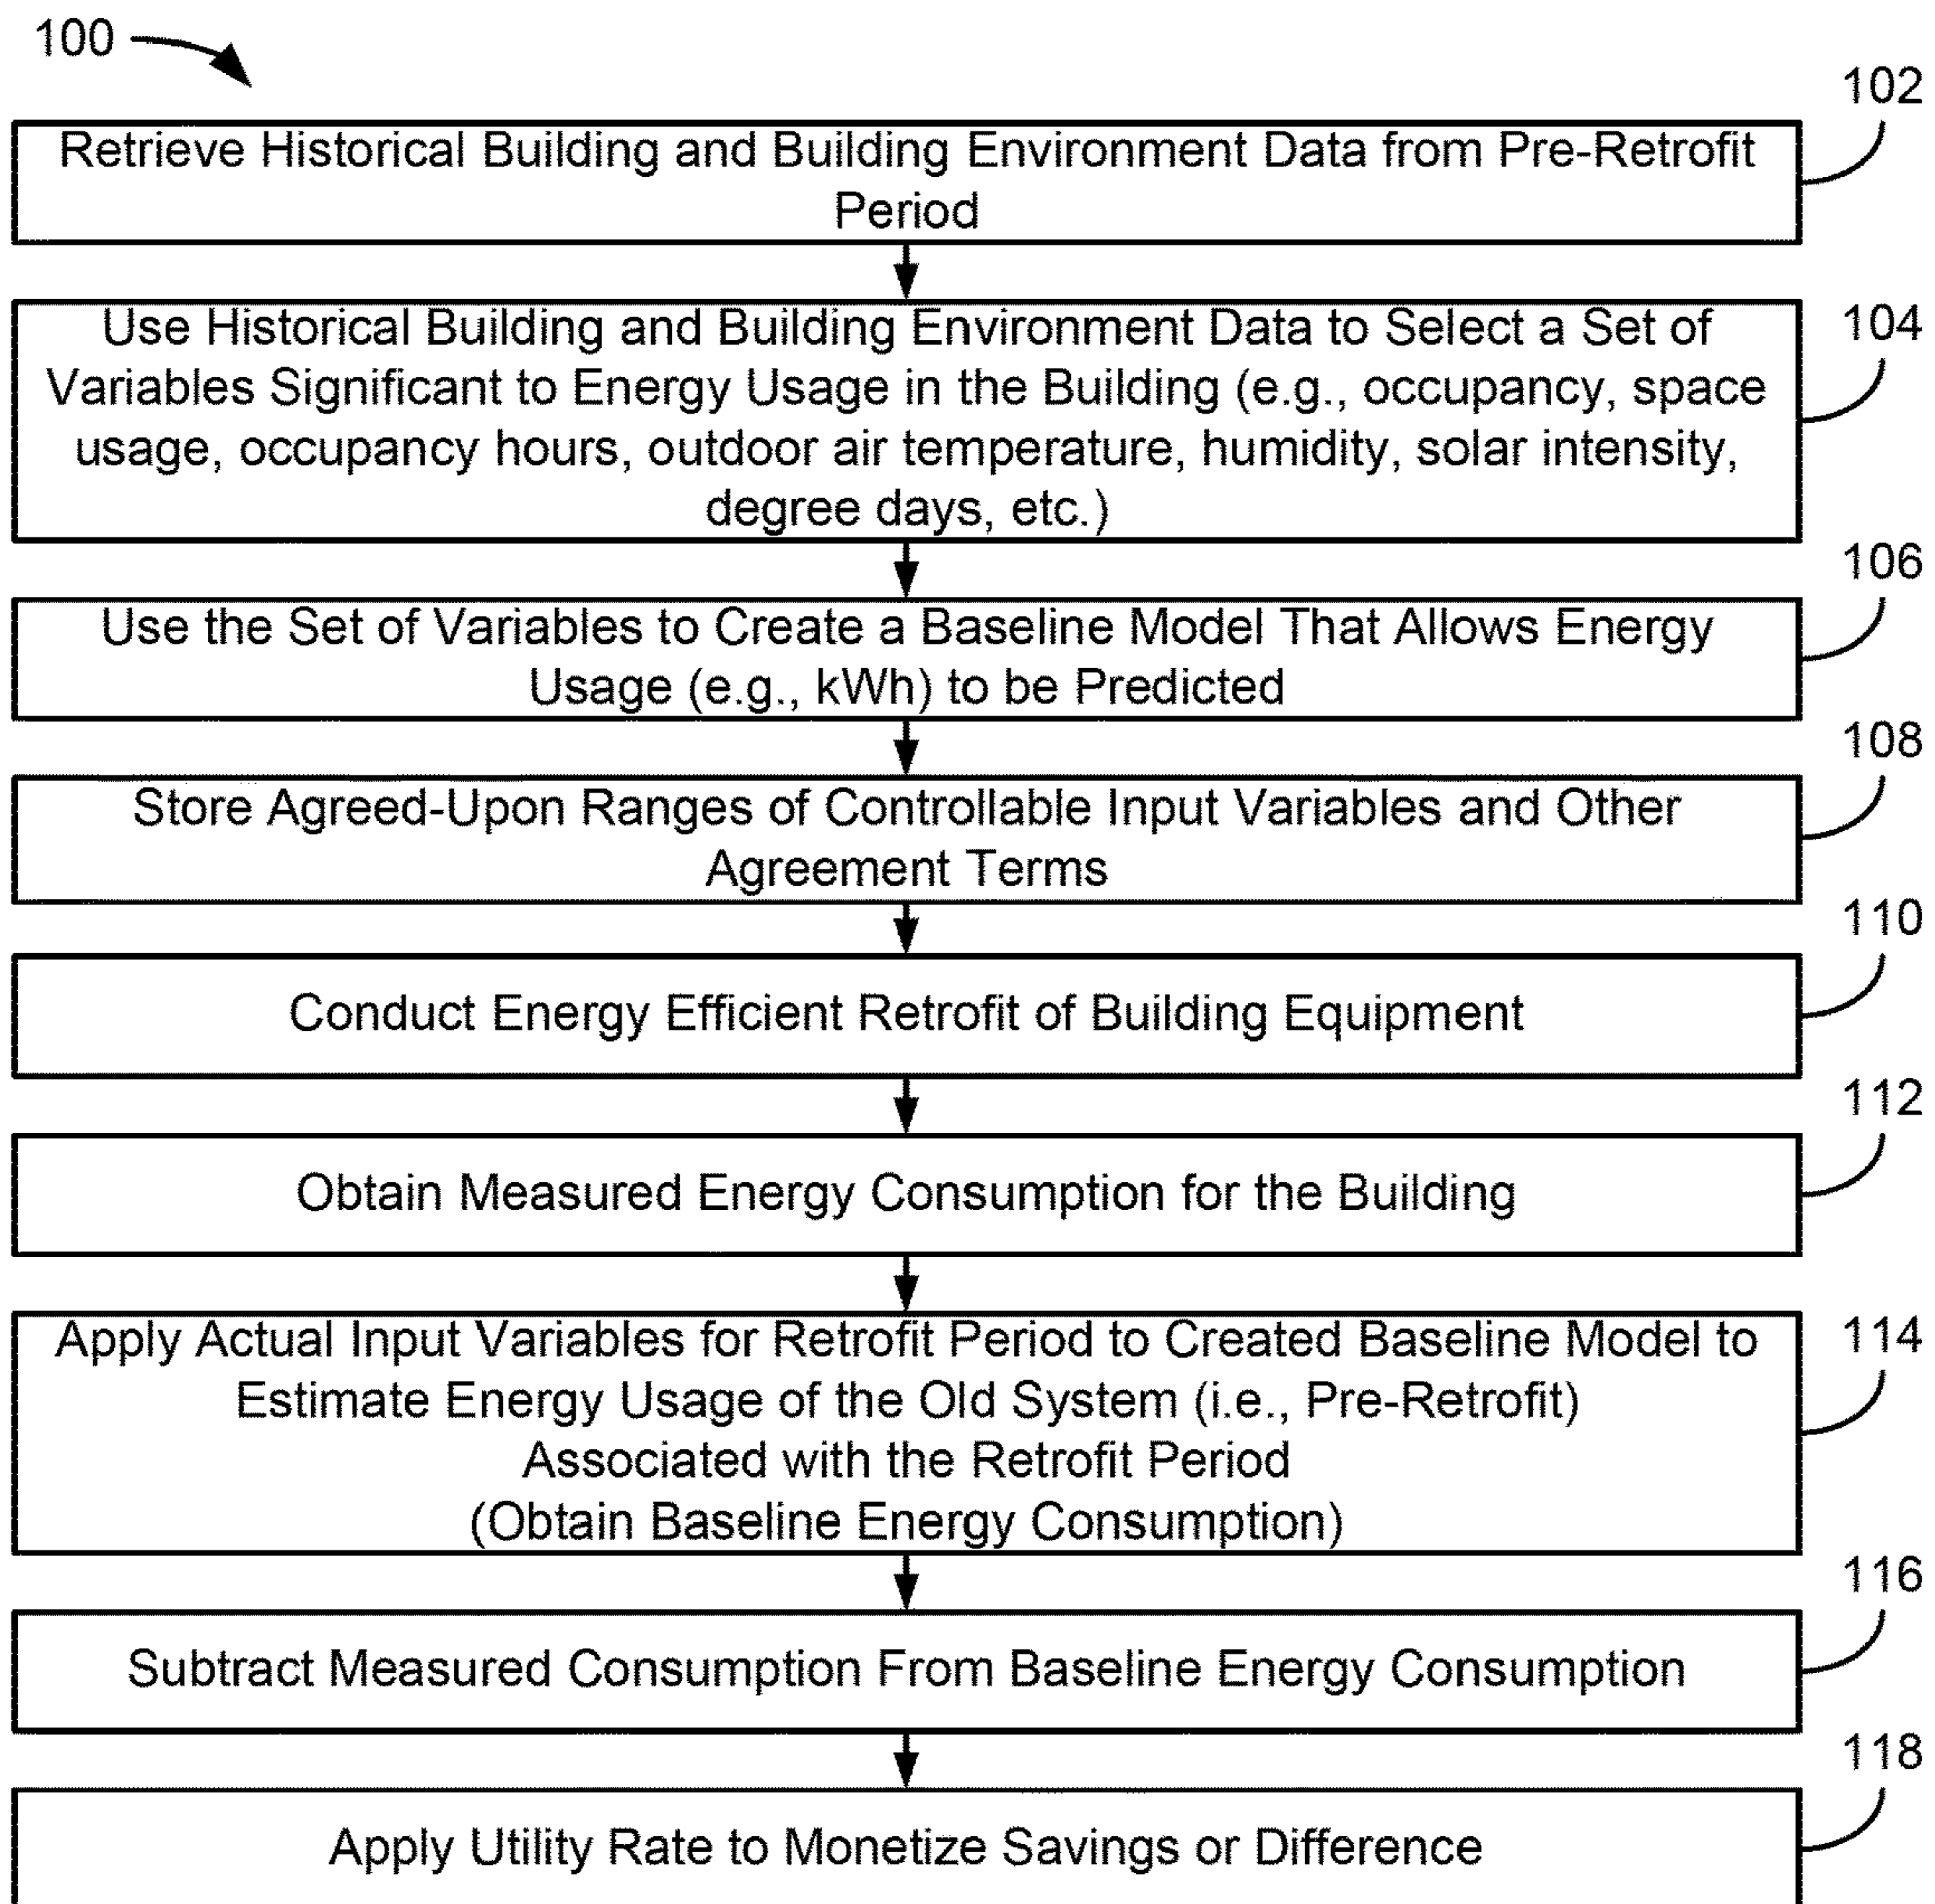 100
102
Retrieve Historical Building and Building Environment Data from Pre-Retrofit
Period
104
Use Historical Building and Building Environment Data to Select a Set of
Variables Significant to Energy Usage in the Building (e.g., occupancy, space
usage, occupancy hours, outdoor air temperature, humidity, solar intensity,
degree days, etc.)
106
Use the Set of Variables to Create a Baseline Model That Allows Energy
Usage (e.g., kWh) to be Predicted
108
Store Agreed-Upon Ranges of Controllable Input Variables and Other
Agreement Terms
110
Conduct Energy Efficient Retrofit of Building Equipment
112
Obtain Measured Energy Consumption for the Building
114
Apply Actual Input Variables for Retrofit Period to Created Baseline Model to
Estimate Energy Usage of the Old System (i.e., Pre-Retrofit)
Associated with the Retrofit Period
(Obtain Baseline Energy Consumption)
116
Subtract Measured Consumption From Baseline Energy Consumption
118
Apply Utility Rate to Monetize Savings or Difference